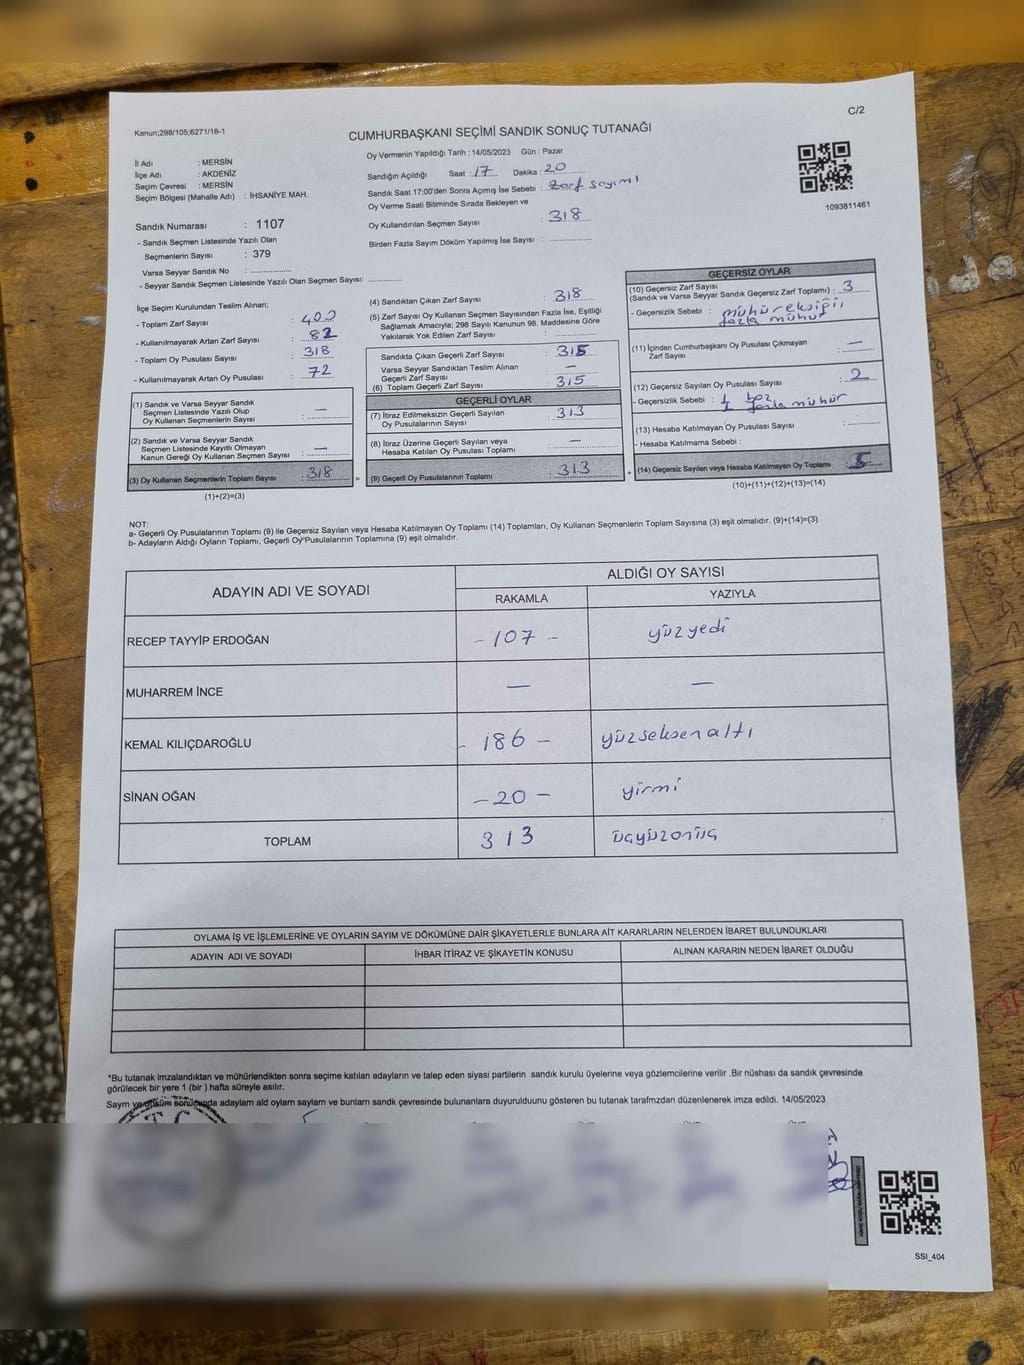 C/2
Kanun;298/105;6271/18-1
CUMHURBAŞKANI SEÇİMİ SANDIK SONUÇ TUTANAĞI
İl Adı : MERSİN
İlçe Adı : AKDENİZ
Seçim Çevresi : MERSİN
Seçim Bölgesi (Mahalle Adı) : İHSANİYE MAH.
Sandık Numarası : 1107
- Sandık Seçmen Listesinde Yazılı Olan
Seçmenlerin Sayısı : 379
Varsa Seyyar Sandık No : ..............
- Seyyar Sandık Seçmen Listesinde Yazılı Olan Seçmen Sayısı: ............
Oy Vermenin Yapıldığı Tarih : 14/05/2023 Gün : Pazar
Sandığın Açıldığı Saat : 17 Dakika : 20
Sandık Saat 17:00'den Sonra Açımış İse Sebebi : Zarf sayımı
Oy Verme Saati Bitiminde Sırada Bekleyen ve
Oy Kullandırılan Seçmen Sayısı : 318
Birden Fazla Sayım Döküm Yapılmış İse Sayısı : ..............
1093811461
İlçe Seçim Kurulundan Teslim Alınan;
- Toplam Zarf Sayısı : 400
- Kullanılmayarak Artan Zarf Sayısı : 82
- Toplam Oy Pusulası Sayısı : 318
- Kullanılmayarak Artan Oy Pusulası : 72
(1) Sandık ve Varsa Seyyar Sandık
Seçmen Listesinde Yazılı Olup
Oy Kullanan Seçmenlerin Sayısı : —
(2) Sandık ve Varsa Seyyar Sandık
Seçmen Listesinde Kayıtlı Olmayan
Kanun Gereği Oy Kullanan Seçmen Sayısı : —
(3) Oy Kullanan Seçmenlerin Toplam Sayısı : 318
(1)+(2)=(3)
(4) Sandıktan Çıkan Zarf Sayısı : 318
(5) Zarf Sayısı Oy Kullanan Seçmen Sayısından Fazla İse, Eşitliği
Sağlamak Amacıyla; 298 Sayılı Kanunun 98. Maddesine Göre
Yakılarak Yok Edilen Zarf Sayısı : ..............
Sandıkta Çıkan Geçerli Zarf Sayısı : 315
Varsa Seyyar Sandıktan Teslim Alınan
Geçerli Zarf Sayısı : —
(6) Toplam Geçerli Zarf Sayısı : 315
GEÇERLİ OYLAR
(7) İtiraz Edilmeksizin Geçerli Sayılan
Oy Pusulalarının Sayısı : 313
(8) İtiraz Üzerine Geçerli Sayılan veya
Hesaba Katılan Oy Pusulası Toplamı : —
(9) Geçerli Oy Pusulalarının Toplamı : 313
GEÇERSİZ OYLAR
(10) Geçersiz Zarf Sayısı
(Sandık ve Varsa Seyyar Sandık Geçersiz Zarf Toplamı) : 3
- Geçersizlik Sebebi : mühür eksiği
fazla mühür
(11) İçinden Cumhurbaşkanı Oy Pusulası Çıkmayan
Zarf Sayısı : —
(12) Geçersiz Sayılan Oy Pusulası Sayısı : 2
- Geçersizlik Sebebi : 1 boz
1 fazla mühür
(13) Hesaba Katılmayan Oy Pusulası Sayısı : ............
- Hesaba Katılmama Sebebi :
(14) Geçersiz Sayılan veya Hesaba Katılmayan Oy Toplamı : 5
(10)+(11)+(12)+(13)=(14)
NOT:
a- Geçerli Oy Pusulalarının Toplamı (9) ile Geçersiz Sayılan veya Hesaba Katılmayan Oy Toplamı (14) Toplamları, Oy Kullanan Seçmenlerin Toplam Sayısına (3) eşit olmalıdır. (9)+(14)=(3)
b- Adayların Aldığı Oyların Toplamı, Geçerli Oy Pusulalarının Toplamına (9) eşit olmalıdır.
ADAYIN ADI VE SOYADI
ALDIĞI OY SAYISI
RAKAMLA YAZIYLA
RECEP TAYYİP ERDOĞAN - 107 - yüzyedi
MUHARREM İNCE — —
KEMAL KILIÇDAROĞLU - 186 - yüzseksenaltı
SİNAN OĞAN - 20 - yirmi
TOPLAM 313 üçyüzonüç
OYLAMA İŞ VE İŞLEMLERİNE VE OYLARIN SAYIM VE DÖKÜMÜNE DAİR ŞİKAYETLERLE BUNLARA AİT KARARLARIN NELERDEN İBARET BULUNDUKLARI
ADAYIN ADI VE SOYADI İHBAR İTİRAZ VE ŞİKAYETİN KONUSU ALINAN KARARIN NEDEN İBARET OLDUĞU
*Bu tutanak imzalandıktan ve mühürlendikten sonra seçime katılan adayların ve talep eden siyasi partilerin sandık kurulu üyelerine veya gözlemcilerine verilir .Bir nüshası da sandık çevresinde
görülecek bir yere 1 (bir ) hafta süreyle asılır.
Sayım ve döküm sonucunda adaylarn ald oylarn saylarn ve bunlarn sandk çevresinde bulunanlara duyurulduunu gösteren bu tutanak tarafmzdan düzenlenerek imza edildi. 14/05/2023
SSI_404